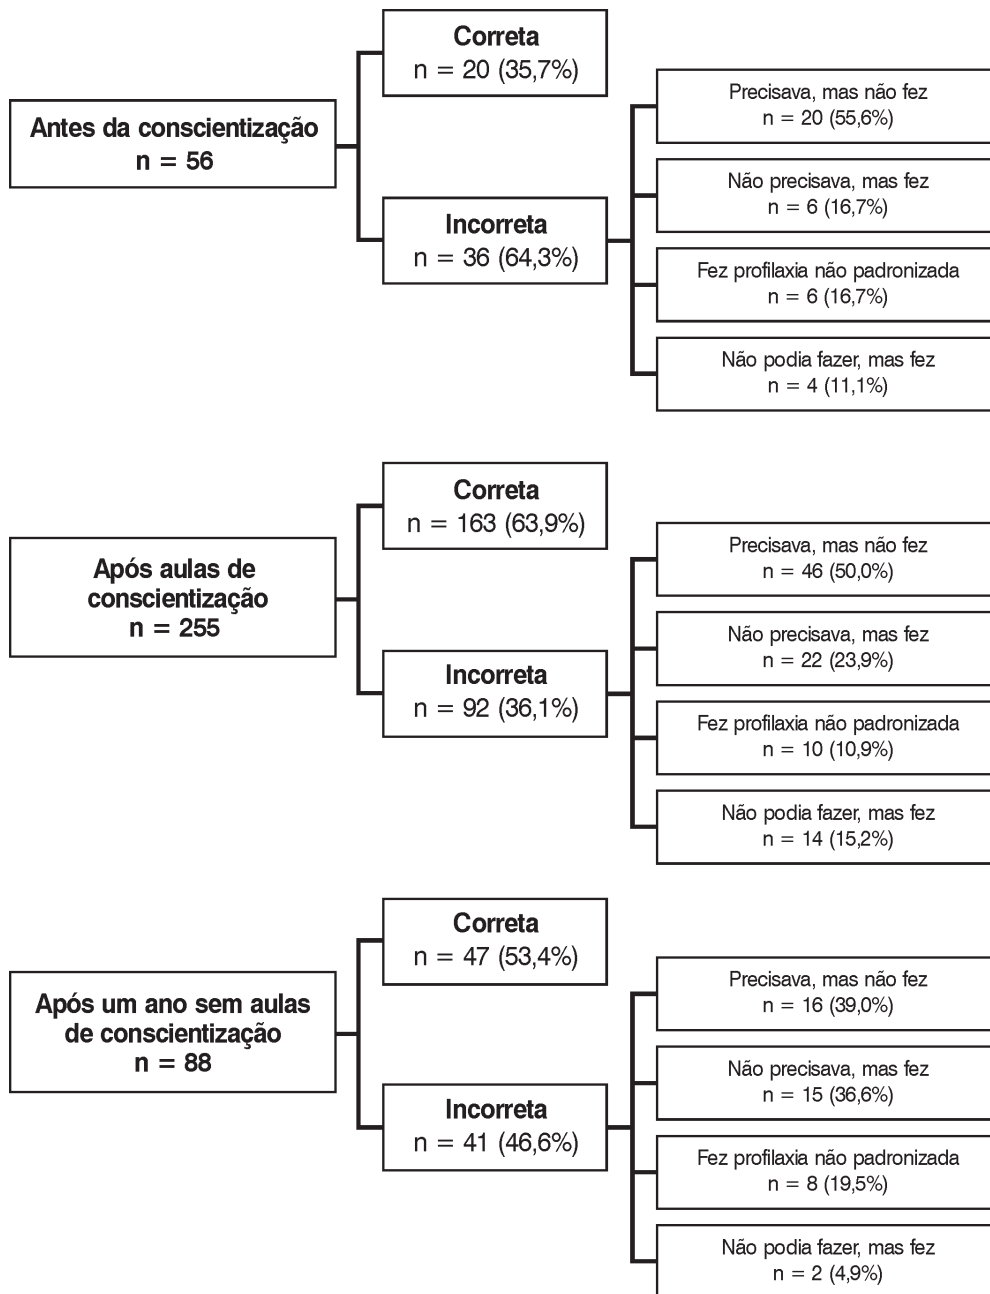 Antes da conscientização
n = 56
Correta
n = 20 (35,7%)
Incorreta
n = 36 (64,3%)
Precisava, mas não fez
n = 20 (55,6%)
Não precisava, mas fez
n = 6 (16,7%)
Fez profilaxia não padronizada
n = 6 (16,7%)
Não podia fazer, mas fez
n = 4 (11,1%)
Após aulas de
conscientização
n = 255
Correta
n = 163 (63,9%)
Incorreta
n = 92 (36,1%)
Precisava, mas não fez
n = 46 (50,0%)
Não precisava, mas fez
n = 22 (23,9%)
Fez profilaxia não padronizada
n = 10 (10,9%)
Não podia fazer, mas fez
n = 14 (15,2%)
Após um ano sem aulas
de conscientização
n = 88
Correta
n = 47 (53,4%)
Incorreta
n = 41 (46,6%)
Precisava, mas não fez
n = 16 (39,0%)
Não precisava, mas fez
n = 15 (36,6%)
Fez profilaxia não padronizada
n = 8 (19,5%)
Não podia fazer, mas fez
n = 2 (4,9%)